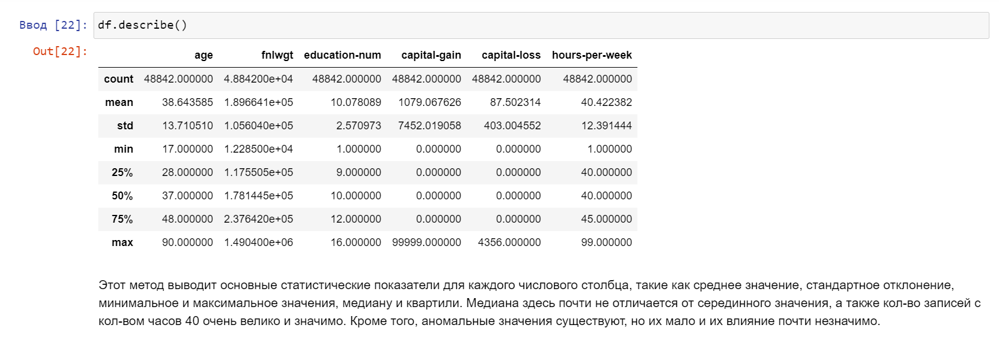 Ввод [22]: df.describe()
Out[22]:
age fnlwgt education-num capital-gain capital-loss hours-per-week
count 48842.000000 4.884200e+04 48842.000000 48842.000000 48842.000000 48842.000000
mean 38.643585 1.896641e+05 10.078089 1079.067626 87.502314 40.422382
std 13.710510 1.056040e+05 2.570973 7452.019058 403.004552 12.391444
min 17.000000 1.228500e+04 1.000000 0.000000 0.000000 1.000000
25% 28.000000 1.175505e+05 9.000000 0.000000 0.000000 40.000000
50% 37.000000 1.781445e+05 10.000000 0.000000 0.000000 40.000000
75% 48.000000 2.376420e+05 12.000000 0.000000 0.000000 45.000000
max 90.000000 1.490400e+06 16.000000 99999.000000 4356.000000 99.000000
Этот метод выводит основные статистические показатели для каждого числового столбца, такие как среднее значение, стандартное отклонение,
минимальное и максимальное значения, медиану и квартили. Медиана здесь почти не отличается от серединного значения, а также кол-во записей с
кол-вом часов 40 очень велико и значимо. Кроме того, аномальные значения существуют, но их мало и их влияние почти незначимо.